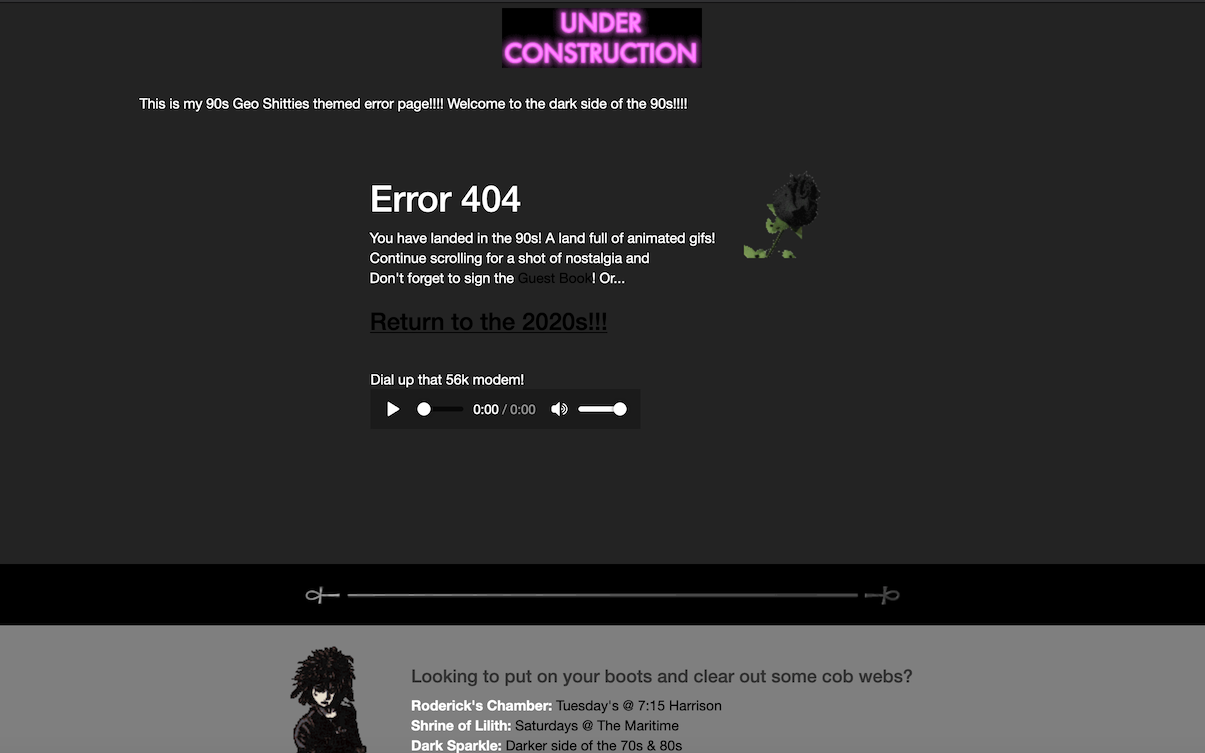 UNDER
CONSTRUCTION
This is my 90s Geo Shitties themed error page!!!! Welcome to the dark side of the 90s!!!!
Error 404
You have landed in the 90s! A land full of animated gifs!
Continue scrolling for a shot of nostalgia and
Don't forget to sign the Guest Book! Or...
Return to the 2020s!!!
Dial up that 56k modem!
0:00 / 0:00
Looking to put on your boots and clear out some cob webs?
Roderick's Chamber: Tuesday's @ 7:15 Harrison
Shrine of Lilith: Saturdays @ The Maritime
Dark Sparkle: Darker side of the 70s & 80s